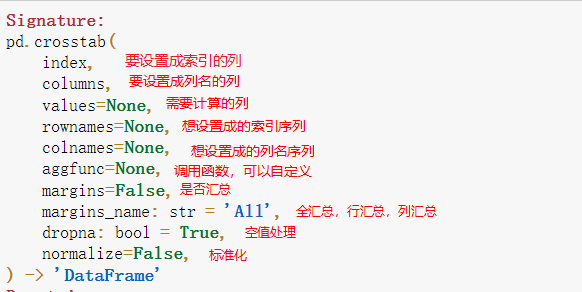 Signature:
pd.crosstab(
index, 要设置成索引的列
columns, 要设置成列名的列
values=None, 需要计算的列
rownames=None, 想设置成的索引序列
colnames=None, 想设置成的列名序列
aggfunc=None, 调用函数，可以自定义
margins=False, 是否汇总
margins_name: str = 'All', 全汇总，行汇总，列汇总
dropna: bool = True, 空值处理
normalize=False, 标准化
) -> 'DataFrame'